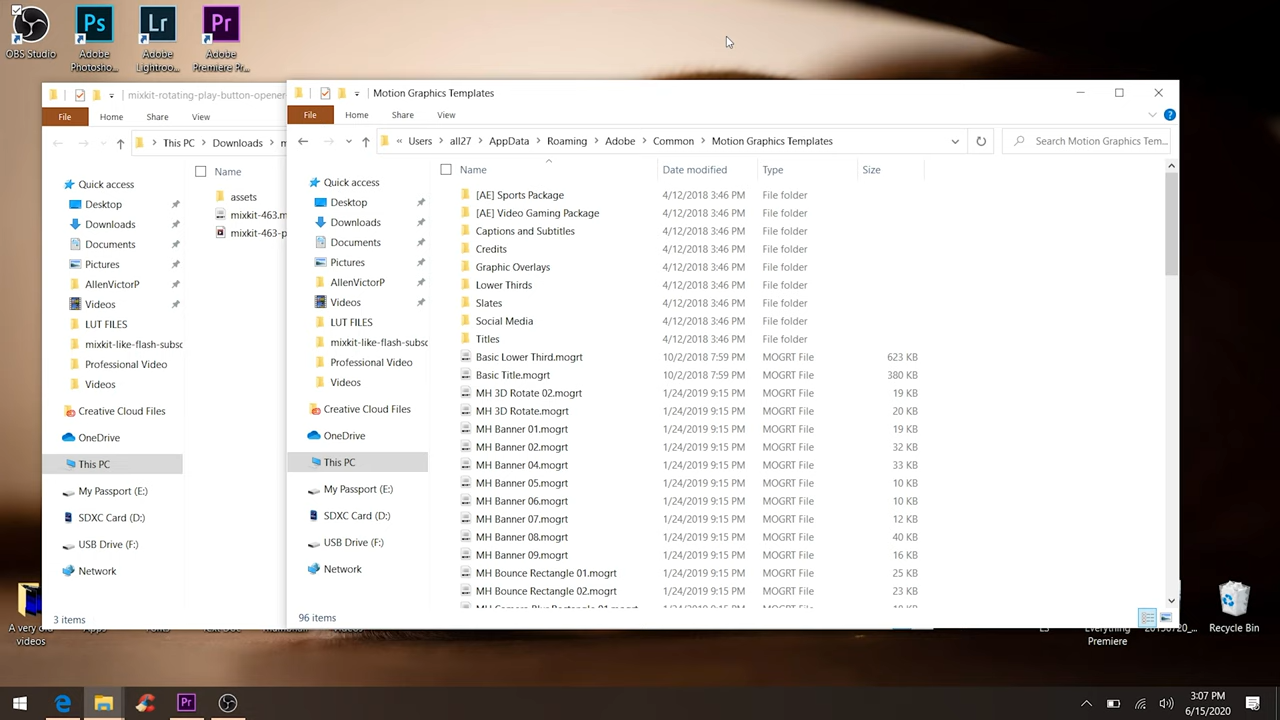 OBS Studio
Adobe Photosho...
Adobe Lightroo...
Adobe Premiere Pr...
mixkit-rotating-play-button-opener
File Home Share View
This PC Downloads
Name
Quick access
Desktop
Downloads
Documents
Pictures
AllenVictorP
Videos
LUT FILES
mixkit-like-flash-subsc
Professional Video
Videos
Creative Cloud Files
OneDrive
This PC
My Passport (E:)
SDXC Card (D:)
USB Drive (F:)
Network
assets
mixkit-463.m
mixkit-463-p
3 items
Motion Graphics Templates
File Home Share View
« Users all27 AppData Roaming Adobe Common Motion Graphics Templates
Search Motion Graphics Tem...
Quick access
Desktop
Downloads
Documents
Pictures
AllenVictorP
Videos
LUT FILES
mixkit-like-flash-subsc
Professional Video
Videos
Creative Cloud Files
OneDrive
This PC
My Passport (E:)
SDXC Card (D:)
USB Drive (F:)
Network
Name Date modified Type Size
[AE] Sports Package 4/12/2018 3:46 PM File folder
[AE] Video Gaming Package 4/12/2018 3:46 PM File folder
Captions and Subtitles 4/12/2018 3:46 PM File folder
Credits 4/12/2018 3:46 PM File folder
Graphic Overlays 4/12/2018 3:46 PM File folder
Lower Thirds 4/12/2018 3:46 PM File folder
Slates 4/12/2018 3:46 PM File folder
Social Media 4/12/2018 3:46 PM File folder
Titles 4/12/2018 3:46 PM File folder
Basic Lower Third.mogrt 10/2/2018 7:59 PM MOGRT File 623 KB
Basic Title.mogrt 10/2/2018 7:59 PM MOGRT File 380 KB
MH 3D Rotate 02.mogrt 1/24/2019 9:15 PM MOGRT File 19 KB
MH 3D Rotate.mogrt 1/24/2019 9:15 PM MOGRT File 20 KB
MH Banner 01.mogrt 1/24/2019 9:15 PM MOGRT File 19 KB
MH Banner 02.mogrt 1/24/2019 9:15 PM MOGRT File 32 KB
MH Banner 04.mogrt 1/24/2019 9:15 PM MOGRT File 33 KB
MH Banner 05.mogrt 1/24/2019 9:15 PM MOGRT File 10 KB
MH Banner 06.mogrt 1/24/2019 9:15 PM MOGRT File 10 KB
MH Banner 07.mogrt 1/24/2019 9:15 PM MOGRT File 12 KB
MH Banner 08.mogrt 1/24/2019 9:15 PM MOGRT File 40 KB
MH Banner 09.mogrt 1/24/2019 9:15 PM MOGRT File 16 KB
MH Bounce Rectangle 01.mogrt 1/24/2019 9:15 PM MOGRT File 25 KB
MH Bounce Rectangle 02.mogrt 1/24/2019 9:15 PM MOGRT File 23 KB
96 items
A very old videos
Everything Premiere
Recycle Bin
3:07 PM
6/15/2020